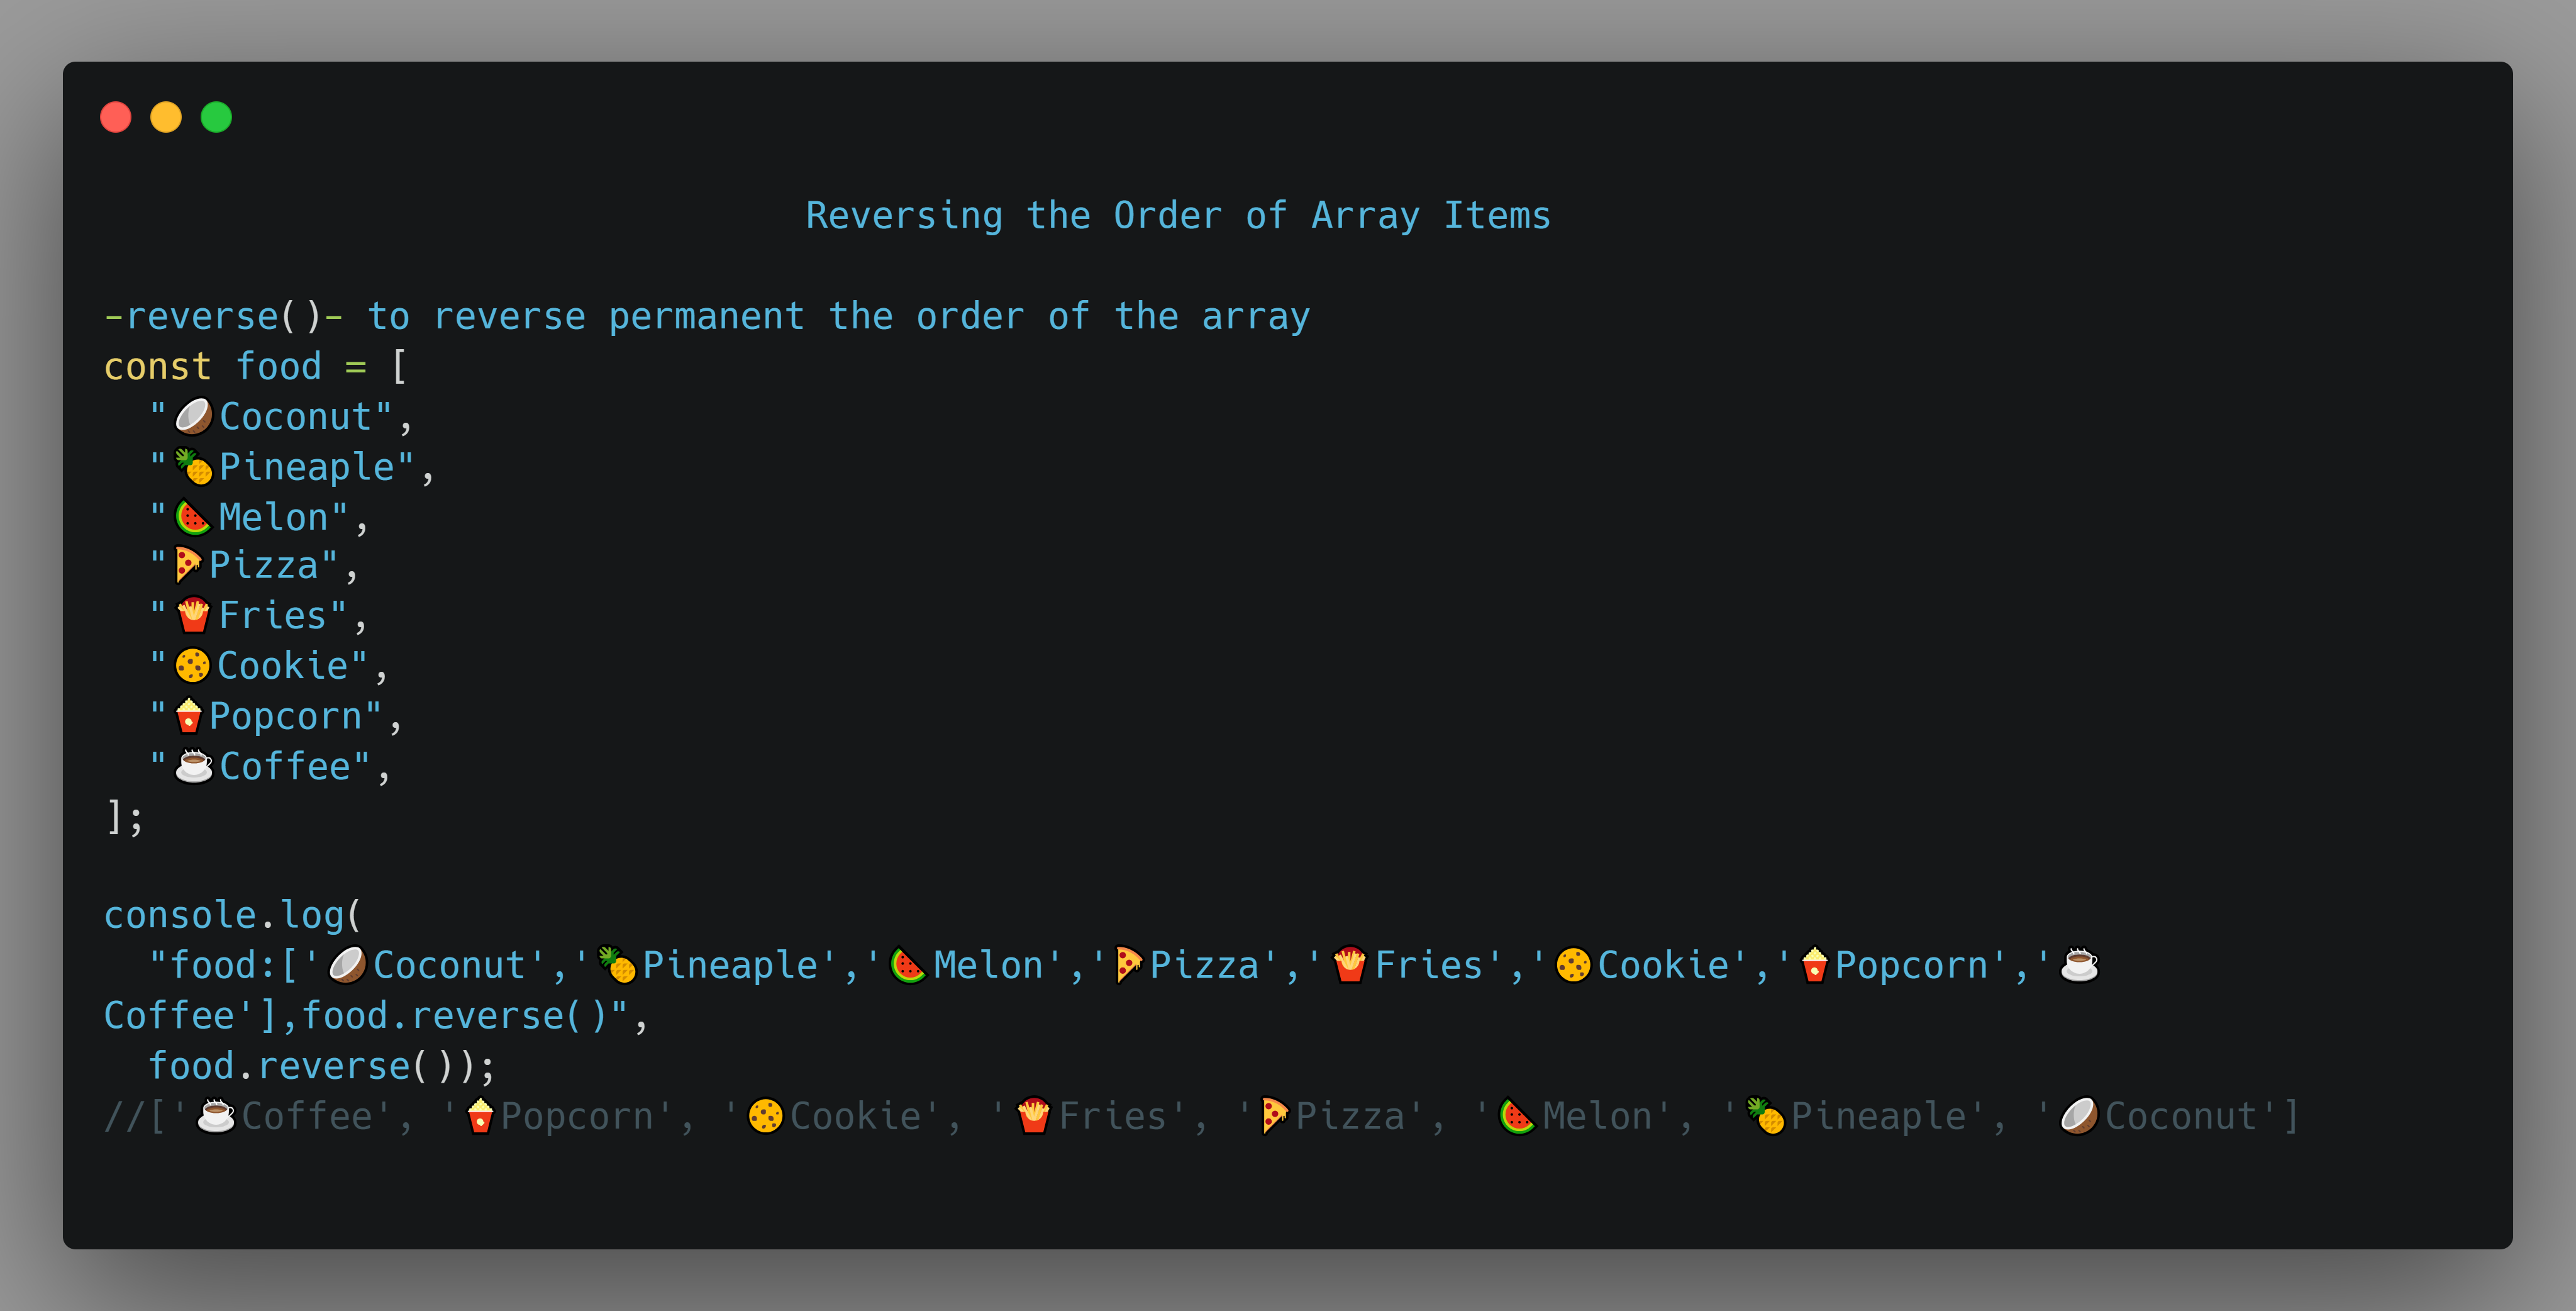 Reversing the Order of Array Items
-reverse()- to reverse permanent the order of the array
const food = [
"🥥Coconut",
"🍍Pineaple",
"🍉Melon",
"🍕Pizza",
"🍟Fries",
"🍪Cookie",
"🍿Popcorn",
"☕Coffee",
];
console.log(
"food:['🥥Coconut','🍍Pineaple','🍉Melon','🍕Pizza','🍟Fries','🍪Cookie','🍿Popcorn','☕
Coffee'],food.reverse()",
food.reverse());
//['☕Coffee', '🍿Popcorn', '🍪Cookie', '🍟Fries', '🍕Pizza', '🍉Melon', '🍍Pineaple', '🥥Coconut']